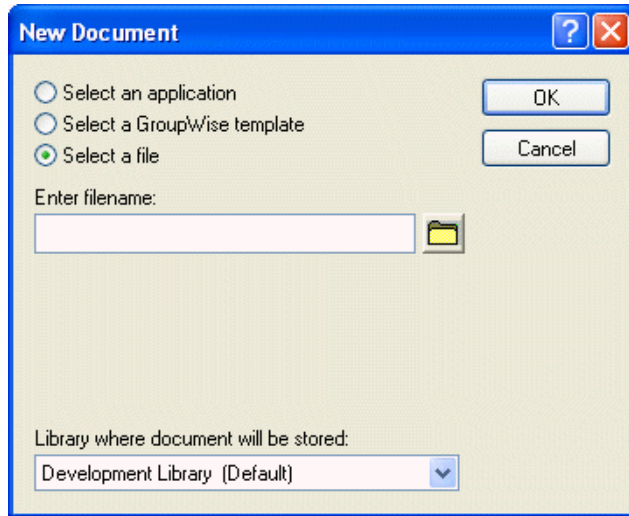 New Document
?
Select an application
OK
Select a GroupWise template
Cancel
Select a file
Enter filename:
Library where document will be stored:
Development Library (Default)